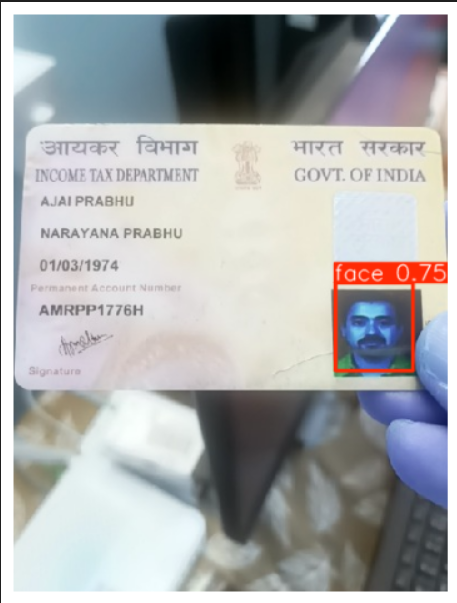 आयकर विभाग भारत सरकार
INCOME TAX DEPARTMENT GOVT. OF INDIA
AJAI PRABHU
NARAYANA PRABHU
01/03/1974
Permanent Account Number
AMRPP1776H
Signature
face 0.75